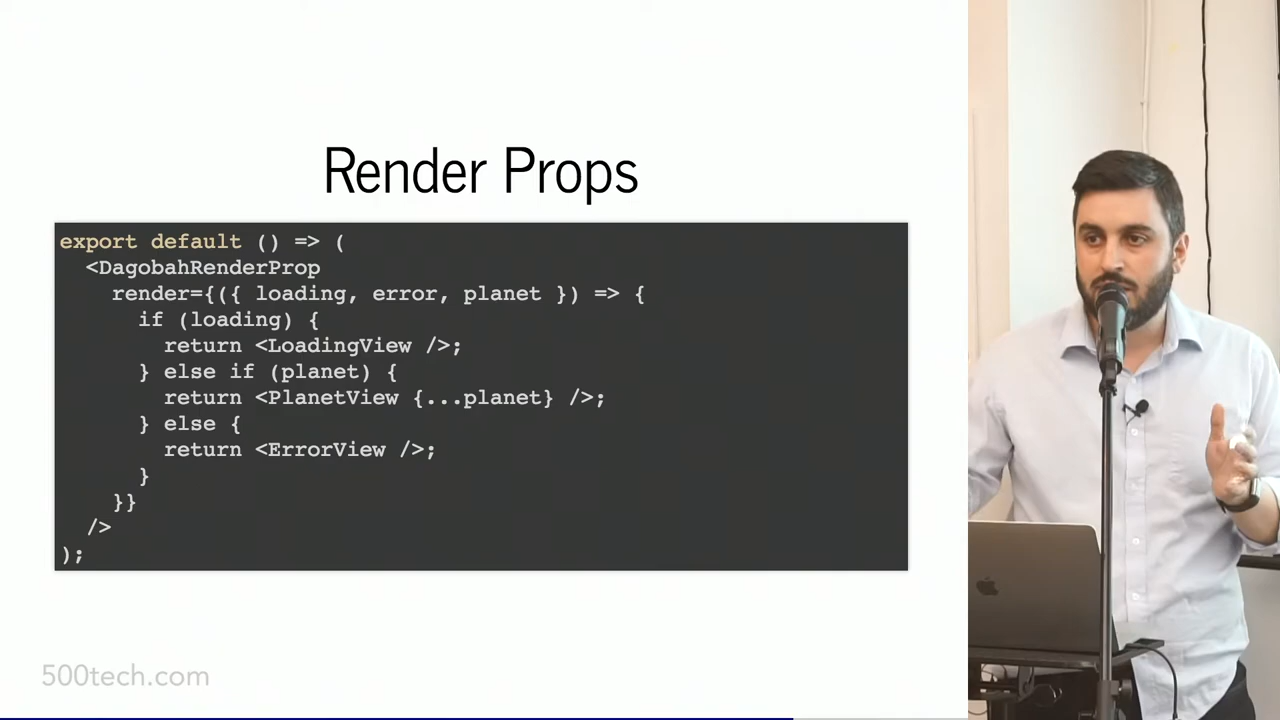 Render Props
export default () => (
  <DagobahRenderProp
    render={({ loading, error, planet }) => {
      if (loading) {
        return <LoadingView />;
      } else if (planet) {
        return <PlanetView {...planet} />;
      } else {
        return <ErrorView />;
      }
    }}
  />
);
500tech.com